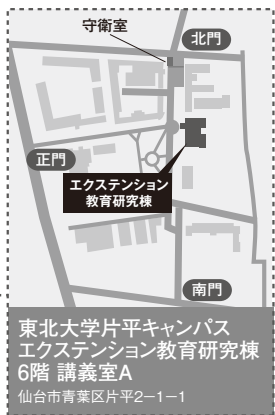 守衛室
北門
正門
エクステンション
教育研究棟
南門
東北大学片平キャンパス
エクステンション教育研究棟
6階 講義室A
仙台市青葉区片平2−1−1